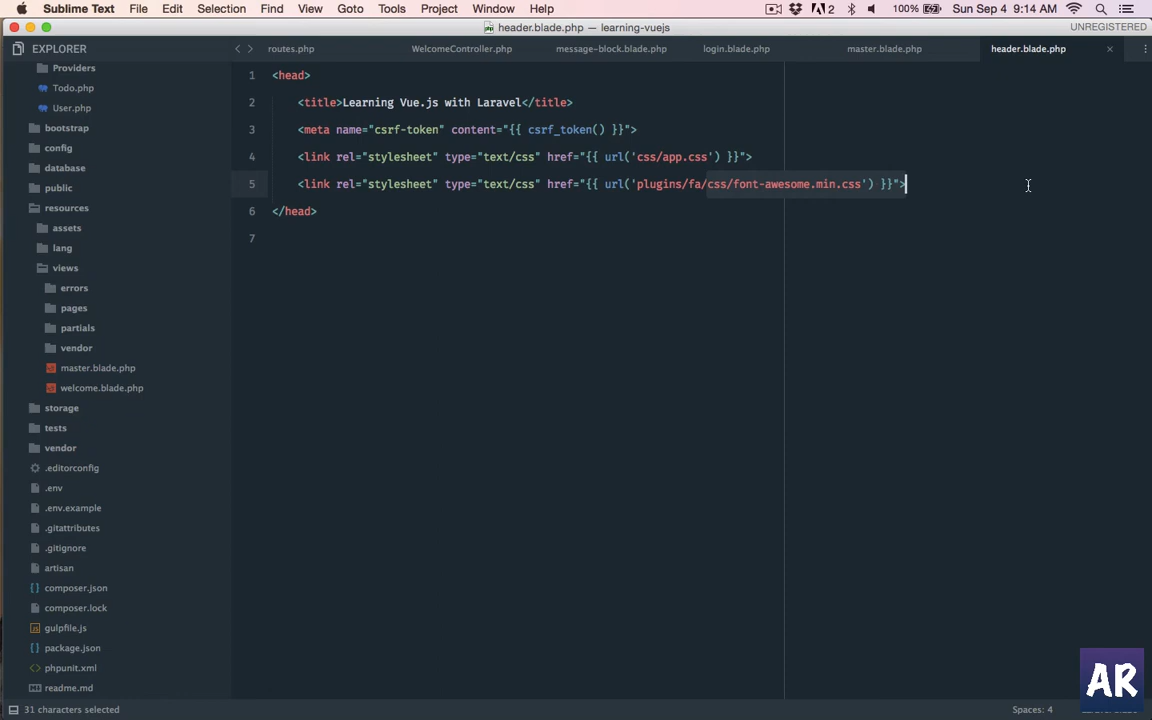 Sublime Text File Edit Selection Find View Goto Tools Project Window Help 2 100% Sun Sep 4 9:14 AM
header.blade.php — learning-vuejs UNREGISTERED
EXPLORER
Providers
Todo.php
User.php
bootstrap
config
database
public
resources
assets
lang
views
errors
pages
partials
vendor
master.blade.php
welcome.blade.php
storage
tests
vendor
.editorconfig
.env
.env.example
.gitattributes
.gitignore
artisan
composer.json
composer.lock
gulpfile.js
package.json
phpunit.xml
readme.md
routes.php WelcomeController.php message-block.blade.php login.blade.php master.blade.php header.blade.php
1 <head>
2 <title>Learning Vue.js with Laravel</title>
3 <meta name="csrf-token" content="{{ csrf_token() }}">
4 <link rel="stylesheet" type="text/css" href="{{ url('css/app.css') }}">
5 <link rel="stylesheet" type="text/css" href="{{ url('plugins/fa/css/font-awesome.min.css') }}">
6 </head>
7
31 characters selected Spaces: 4
AR